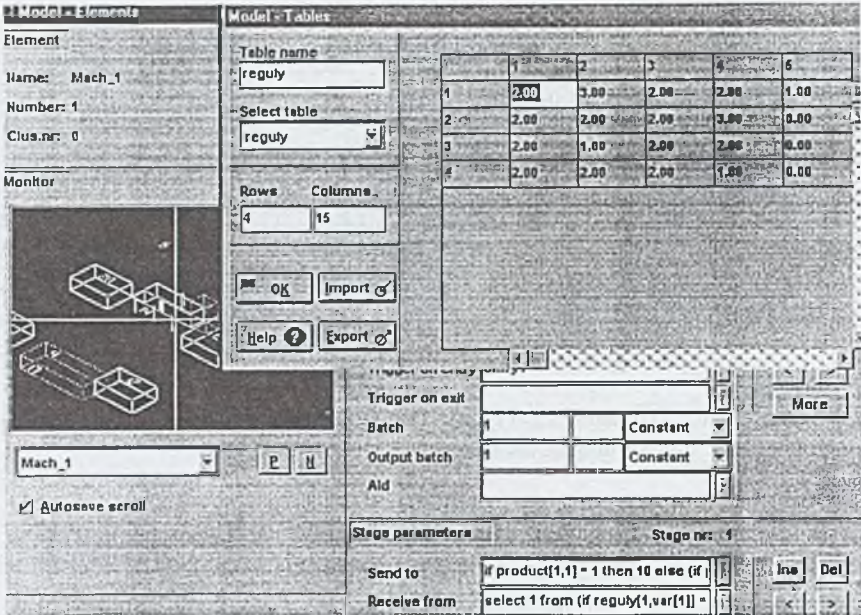 Model - Elements
Element
Name: Mach_1
Number: 1
Clus.nr: 0
Monitor
Mach_1
P
N
Autosave scroll
Model - Tables
Table name
reguly
Select table
reguly
Rows Columns
4 15
OK Import
Help Export
1 2 3 4 5
1 2.00 3.00 2.00 2.00 1.00
2 2.00 2.00 2.00 3.00 0.00
3 2.00 1.00 2.00 2.00 0.00
4 2.00 2.00 2.00 1.00 0.00
Trigger on entry
Trigger on exit
More
Batch 1 Constant
Output batch 1 Constant
Aid
Stage parameters Stage nr: 1
Send to if product[1,1] = 1 then 10 else (if
Ins Del
Receive from select 1 from (if reguly[1,var[1]] =